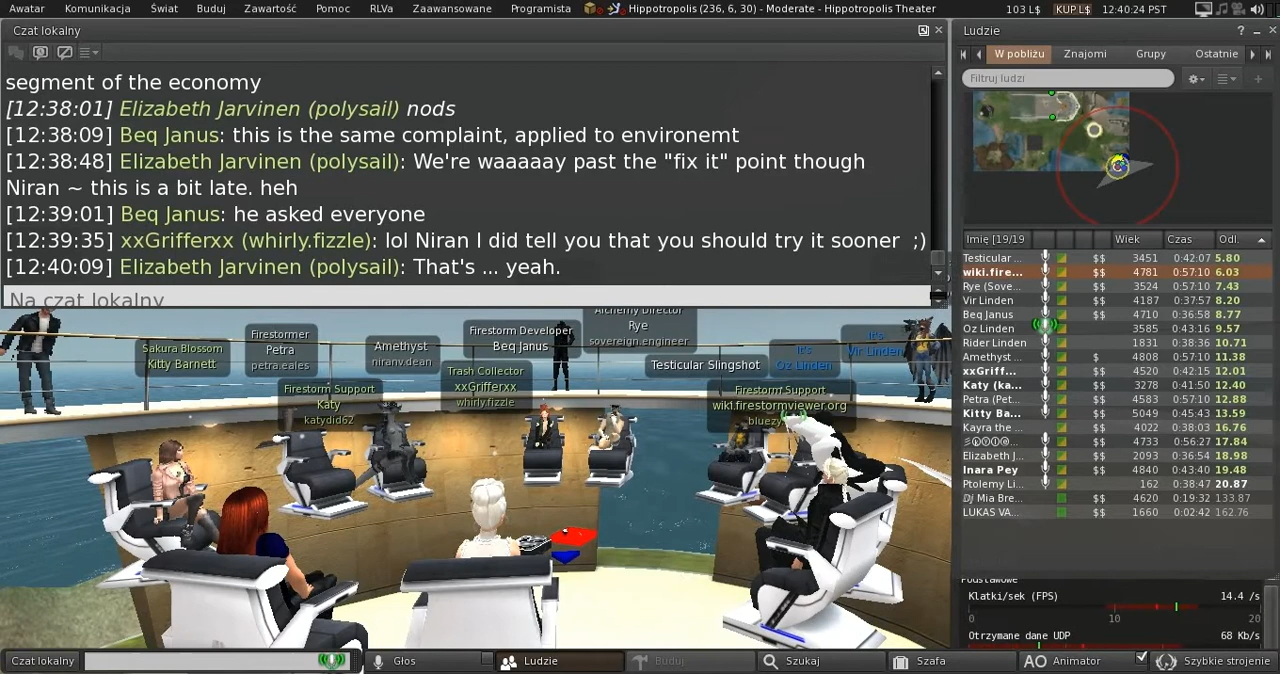 Awatar Komunikacja Świat Buduj Zawartość Pomoc RLVa Zaawansowane Programista Hippotropolis (236, 6, 30) - Moderate - Hippotropolis Theater 103 L$ KUP L$ 12:40:24 PST
Czat lokalny
segment of the economy
[12:38:01] Elizabeth Jarvinen (polysail) nods
[12:38:09] Beq Janus: this is the same complaint, applied to environemt
[12:38:48] Elizabeth Jarvinen (polysail): We're waaaaay past the "fix it" point though
Niran ~ this is a bit late. heh
[12:39:01] Beq Janus: he asked everyone
[12:39:35] xxGrifferxx (whirly.fizzle): lol Niran I did tell you that you should try it sooner ;)
[12:40:09] Elizabeth Jarvinen (polysail): That's ... yeah.
Na czat lokalny
Sakura Blossom
Kitty Barnett
Firestormer
Petra
petra.eales
Firestorm Support
Katy
katydid62
Amethyst
niranv.dean
Trash Collector
xxGrifferxx
whirly.fizzle
Firestorm Developer
Beq Janus
Alchemy Director
Rye
sovereign.engineer
Testicular Slingshot
It's
Oz Linden
It's
Vir Linden
Firestorm Support
wiki.firestormviewer.org
Ludzie
W pobliżu Znajomi Grupy Ostatnie
Filtruj ludzi
Imię [19/19 Wiek Czas Odl.
Testicular ... $$ 3451 0:42:07 5.80
wiki.fire... $$ 4781 0:57:10 6.03
Rye (Sove... $$ 3524 0:57:10 7.43
Vir Linden $$ 4187 0:37:57 8.20
Beq Janus $$ 4710 0:36:58 8.77
Oz Linden 3585 0:43:16 9.57
Rider Linden 1831 0:38:36 10.71
Amethyst ... $ 4808 0:57:10 11.38
xxGriff... $$ 4520 0:42:15 12.01
Katy (ka... $$ 3278 0:41:50 12.40
Petra (Pet... $$ 4583 0:57:10 12.88
Kitty Ba... $$ 5049 0:45:43 13.59
Kayra the ... $$ 4022 0:38:03 16.76
$$ 4733 0:56:27 17.84
Elizabeth J... $$ 2093 0:36:54 18.98
Inara Pey $$ 4840 0:43:40 19.48
Ptolemy Li... 162 0:38:47 20.87
DJ Mia Bre... $$ 4620 0:19:32 133.87
LUKAS VA... $$ 1660 0:02:42 162.76
Podstawowe
Klatki/sek (FPS) 14.4 /s
0 10 20
Otrzymane dane UDP 68 Kb/s
Czat lokalny Głos Ludzie Buduj Szukaj Szafa AO Animator Szybkie strojenie